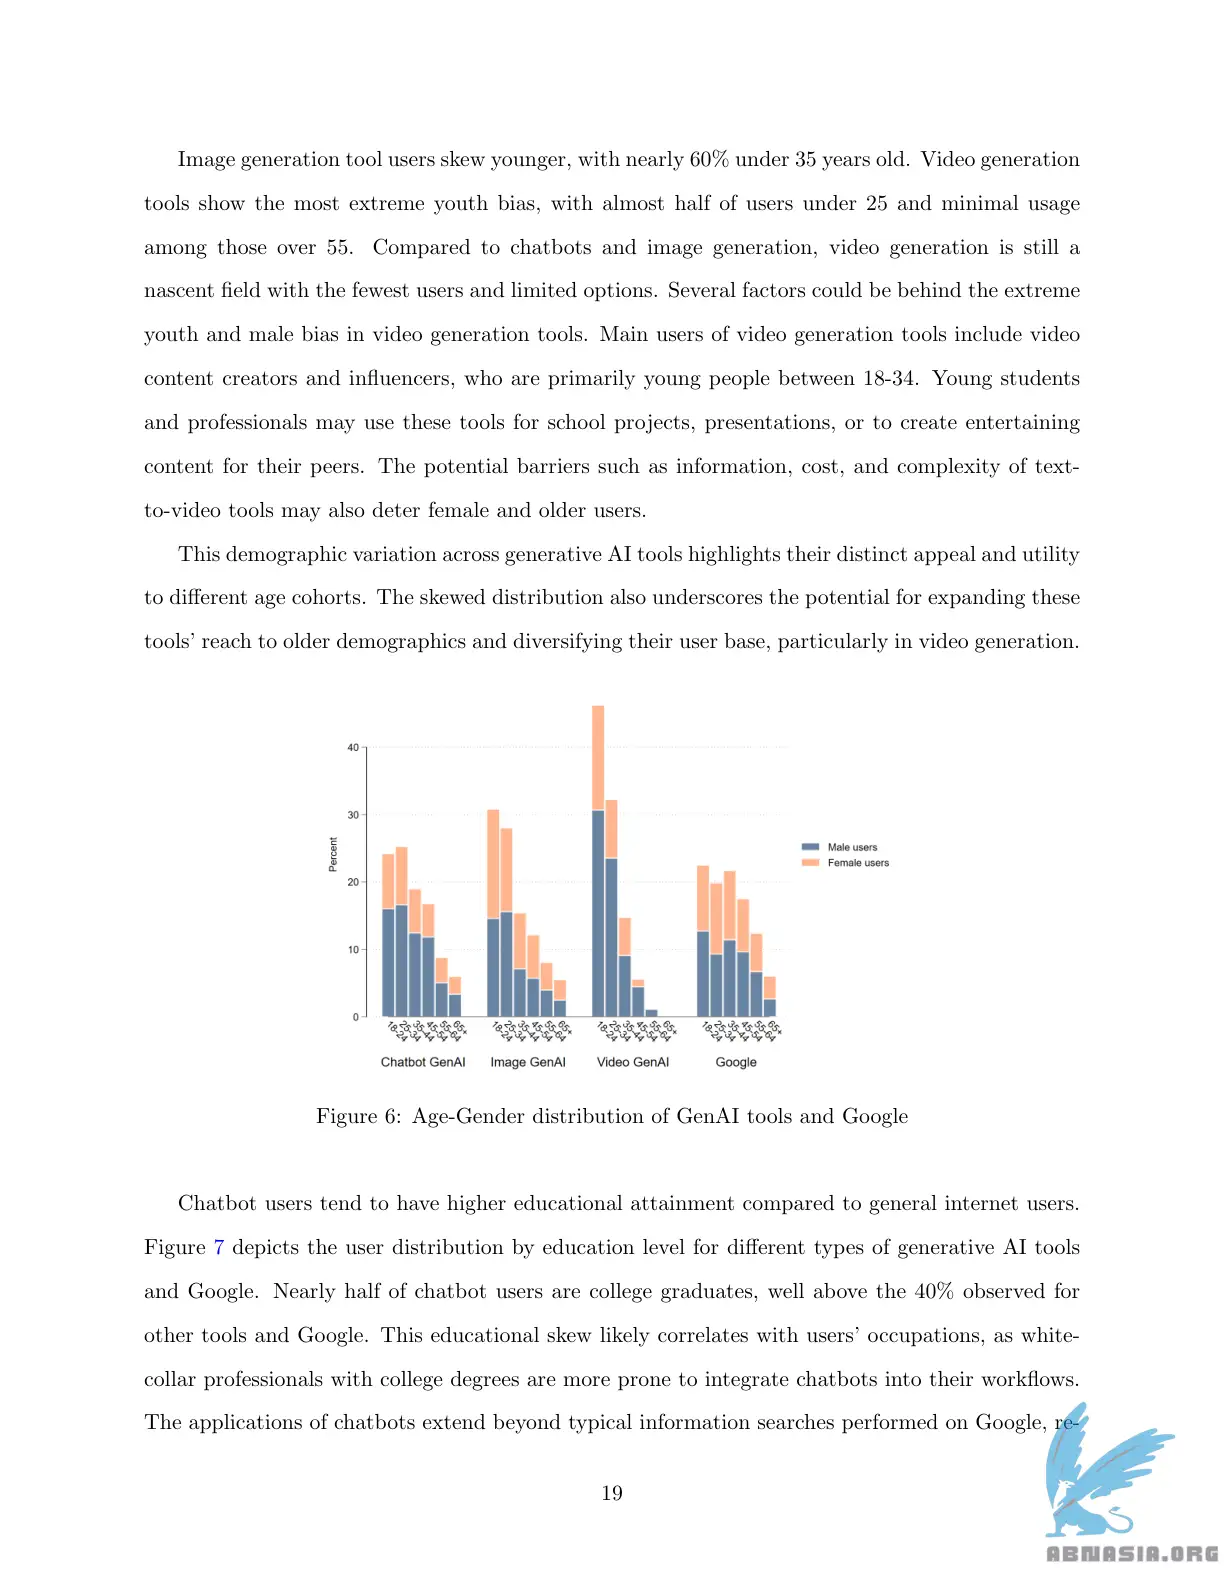 Image generation tool users skew younger, with nearly 60% under 35 years old. Video generation
tools show the most extreme youth bias, with almost half of users under 25 and minimal usage
among those over 55. Compared to chatbots and image generation, video generation is still a
nascent field with the fewest users and limited options. Several factors could be behind the extreme
youth and male bias in video generation tools. Main users of video generation tools include video
content creators and influencers, who are primarily young people between 18-34. Young students
and professionals may use these tools for school projects, presentations, or to create entertaining
content for their peers. The potential barriers such as information, cost, and complexity of text-
to-video tools may also deter female and older users.
This demographic variation across generative AI tools highlights their distinct appeal and utility
to different age cohorts. The skewed distribution also underscores the potential for expanding these
tools' reach to older demographics and diversifying their user base, particularly in video generation.
40
30
20
10
0
Percent
Male users
Female users
18-24 25-34 35-44 45-54 55-64 65+
18-24 25-34 35-44 45-54 55-64 65+
18-24 25-34 35-44 45-54 55-64 65+
18-24 25-34 35-44 45-54 55-64 65+
Chatbot GenAI Image GenAI Video GenAI Google
Figure 6: Age-Gender distribution of GenAI tools and Google
Chatbot users tend to have higher educational attainment compared to general internet users.
Figure 7 depicts the user distribution by education level for different types of generative AI tools
and Google. Nearly half of chatbot users are college graduates, well above the 40% observed for
other tools and Google. This educational skew likely correlates with users' occupations, as white-
collar professionals with college degrees are more prone to integrate chatbots into their workflows.
The applications of chatbots extend beyond typical information searches performed on Google, re-
19
ABNASIA.ORG